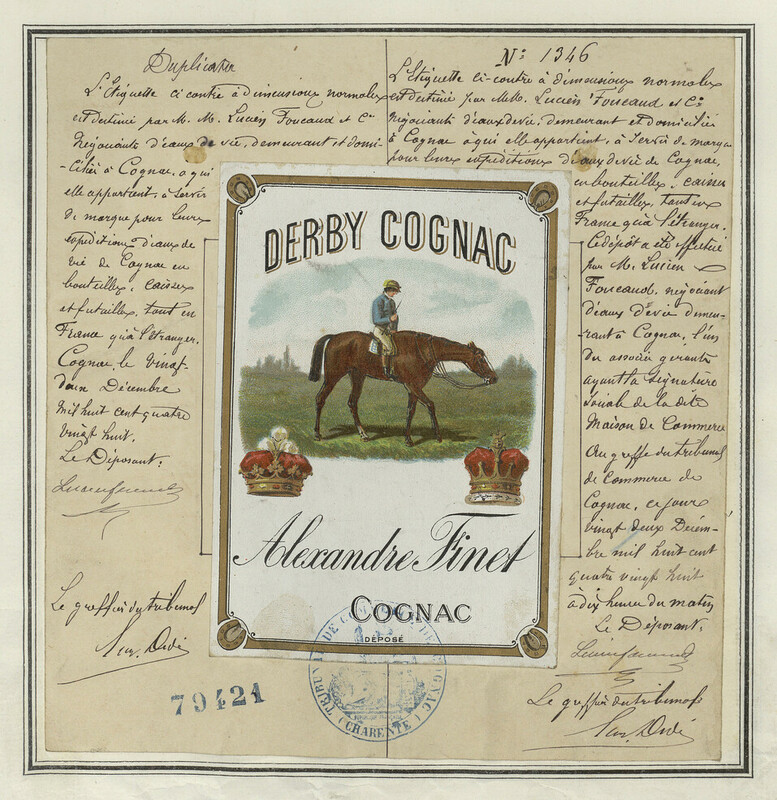 Duplicata
L'Etiquette ci contre à dimensions normales
est destiné par M. M. Lucien Foucaud et Cie
Négociants d'eaux de vie, demeurant et domi-
-ciliés à Cognac, à qui
elle appartient, à servir
de marque pour leurs
expéditions d'eaux de
vie de Cognac en
bouteilles, caisses
et futailles, tant en
France qu'à l'étranger.
Cognac, le vingt-
deux Décembre
mil huit cent quatre
vingt huit.
Le Déposant:
Le greffier du tribunal
79421
No: 1346
L'Etiquette ci-contre à dimensions normales
est destiné par MM. Lucien Foucaud et Cie
Négociants d'eaux de vie, demeurant et domiciliés
à Cognac à qui elle appartient, à servir de marque
pour leurs expéditions d'eaux de vie de Cognac,
en bouteilles, caisses
et futailles, tant en
France qu'à l'étranger.
Ce dépôt a été effectué
par M. Lucien
Foucaud, négociant
d'eaux de vie demeu-
rant à Cognac, l'un
des associés gérants
ayant la signature
sociale de la dite
Maison de Commerce
Au greffe du tribunal
de Commerce de
Cognac, ce jour
vingt deux Décem-
bre mil huit cent
quatre vingt huit
à dix heures du matin
Le Déposant:
Le greffier du tribunal
DERBY COGNAC
Alexandre Finet
COGNAC
DÉPOSÉ
TRIBUNAL DE COMMERCE DE COGNAC
(CHARENTE)